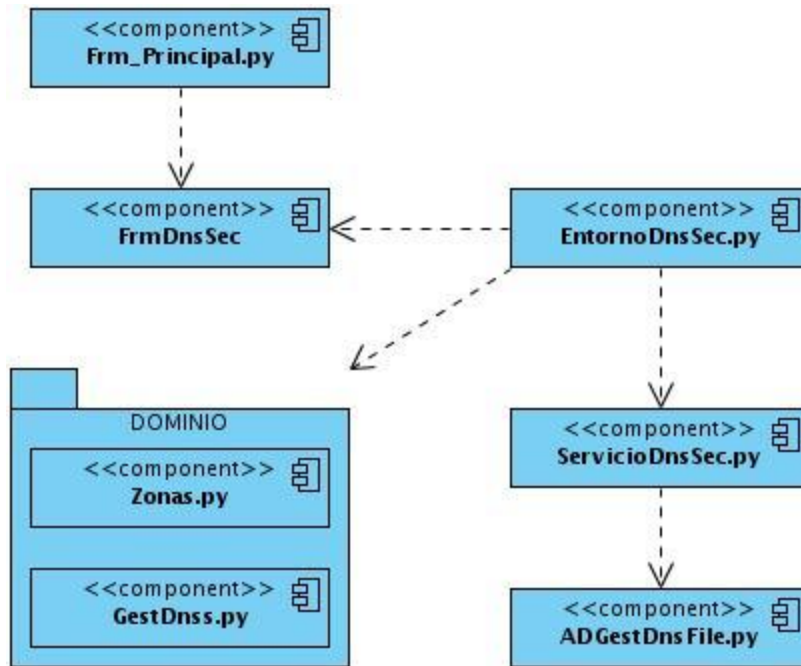 <<component>>
Frm_Principal.py
<<component>>
FrmDnsSec
<<component>>
EntornoDnsSec.py
DOMINIO
<<component>>
Zonas.py
<<component>>
GestDnss.py
<<component>>
ServicioDnsSec.py
<<component>>
ADGestDnsFile.py